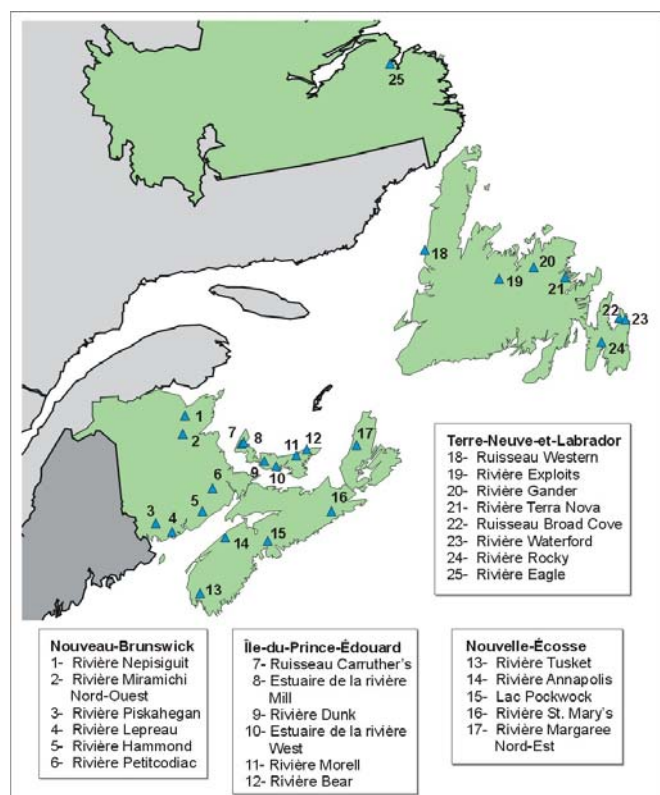 25
18
20
19
21
22
23
24
1
2
7
8
11
12
17
9
10
6
3
4
5
16
14
15
13
Terre-Neuve-et-Labrador
18- Ruisseau Western
19- Rivière Exploits
20- Rivière Gander
21- Rivière Terra Nova
22- Ruisseau Broad Cove
23- Rivière Waterford
24- Rivière Rocky
25- Rivière Eagle
Nouveau-Brunswick
1- Rivière Nepisiguit
2- Rivière Miramichi
Nord-Ouest
3- Rivière Piskahegan
4- Rivière Lepreau
5- Rivière Hammond
6- Rivière Petitcodiac
Île-du-Prince-Édouard
7- Ruisseau Carruther's
8- Estuaire de la rivière
Mill
9- Rivière Dunk
10- Estuaire de la rivière
West
11- Rivière Morell
12- Rivière Bear
Nouvelle-Écosse
13- Rivière Tusket
14- Rivière Annapolis
15- Lac Pockwock
16- Rivière St. Mary's
17- Rivière Margaree
Nord-Est